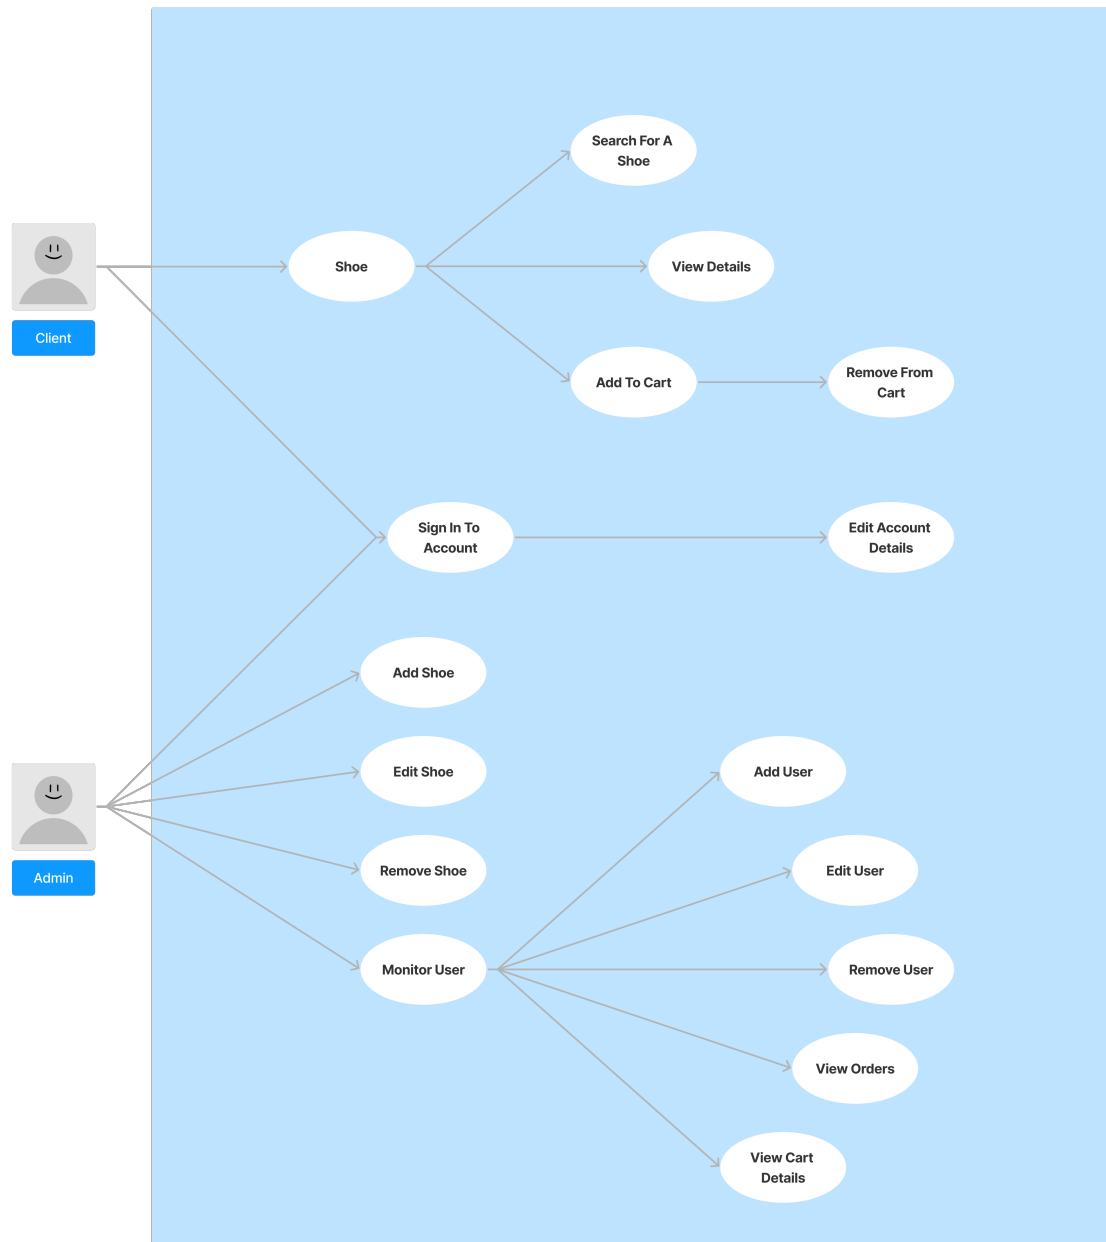 Search For A
Shoe
Shoe
View Details
Client
Add To Cart
Remove From
Cart
Sign In To
Account
Edit Account
Details
Add Shoe
Edit Shoe
Add User
Admin
Remove Shoe
Edit User
Monitor User
Remove User
View Orders
View Cart
Details